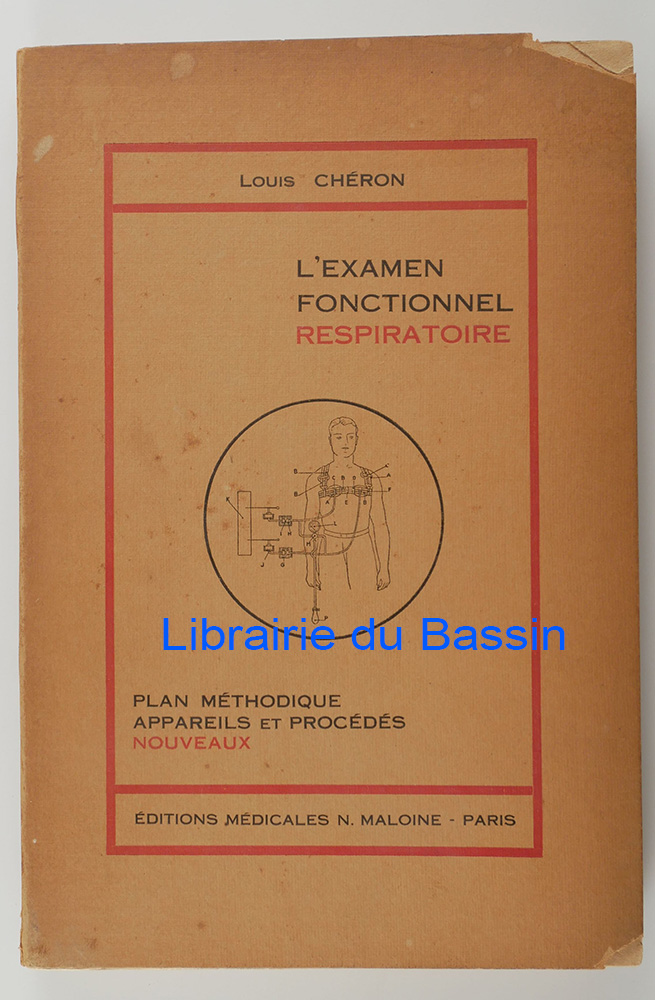 Louis CHÉRON
L'EXAMEN
FONCTIONNEL
RESPIRATOIRE
Librairie du Bassin
PLAN MÉTHODIQUE
APPAREILS ET PROCÉDÉS
NOUVEAUX
ÉDITIONS MÉDICALES N. MALOINE - PARIS